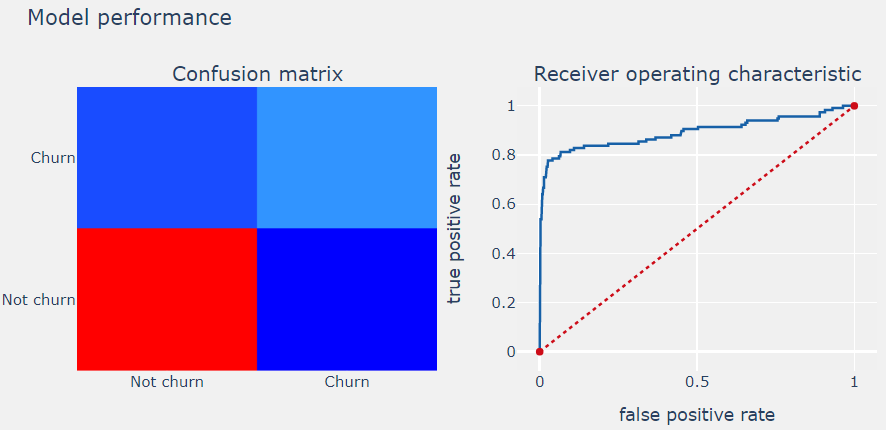 Model performance
Confusion matrix
Churn
Not churn
Not churn
Churn
Receiver operating characteristic
true positive rate
1
0.8
0.6
0.4
0.2
0
0
0.5
1
false positive rate